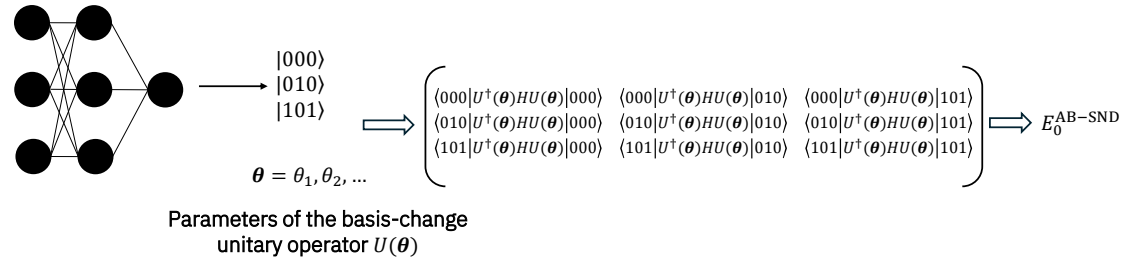 |000⟩
|010⟩
|101⟩
𝜽 = θ₁, θ₂, …
Parameters of the basis-change
unitary operator U(𝜽)
⟨000|U†(𝜽)HU(𝜽)|000⟩ ⟨000|U†(𝜽)HU(𝜽)|010⟩ ⟨000|U†(𝜽)HU(𝜽)|101⟩
⟨010|U†(𝜽)HU(𝜽)|000⟩ ⟨010|U†(𝜽)HU(𝜽)|010⟩ ⟨010|U†(𝜽)HU(𝜽)|101⟩
⟨101|U†(𝜽)HU(𝜽)|000⟩ ⟨101|U†(𝜽)HU(𝜽)|010⟩ ⟨101|U†(𝜽)HU(𝜽)|101⟩
E₀^AB−SND